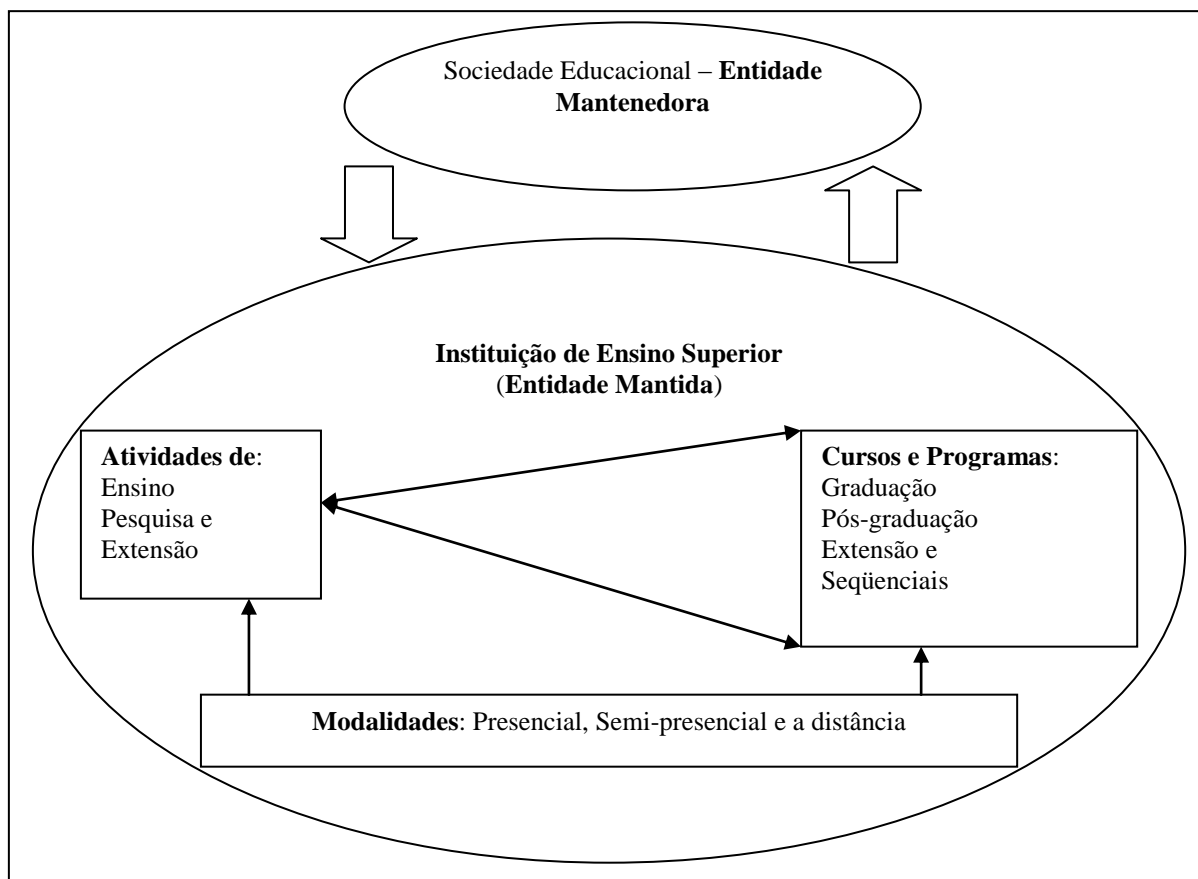 Sociedade Educacional – Entidade
Mantenedora
Instituição de Ensino Superior
(Entidade Mantida)
Atividades de:
Ensino
Pesquisa e
Extensão
Cursos e Programas:
Graduação
Pós-graduação
Extensão e
Seqüenciais
Modalidades: Presencial, Semi-presencial e a distância